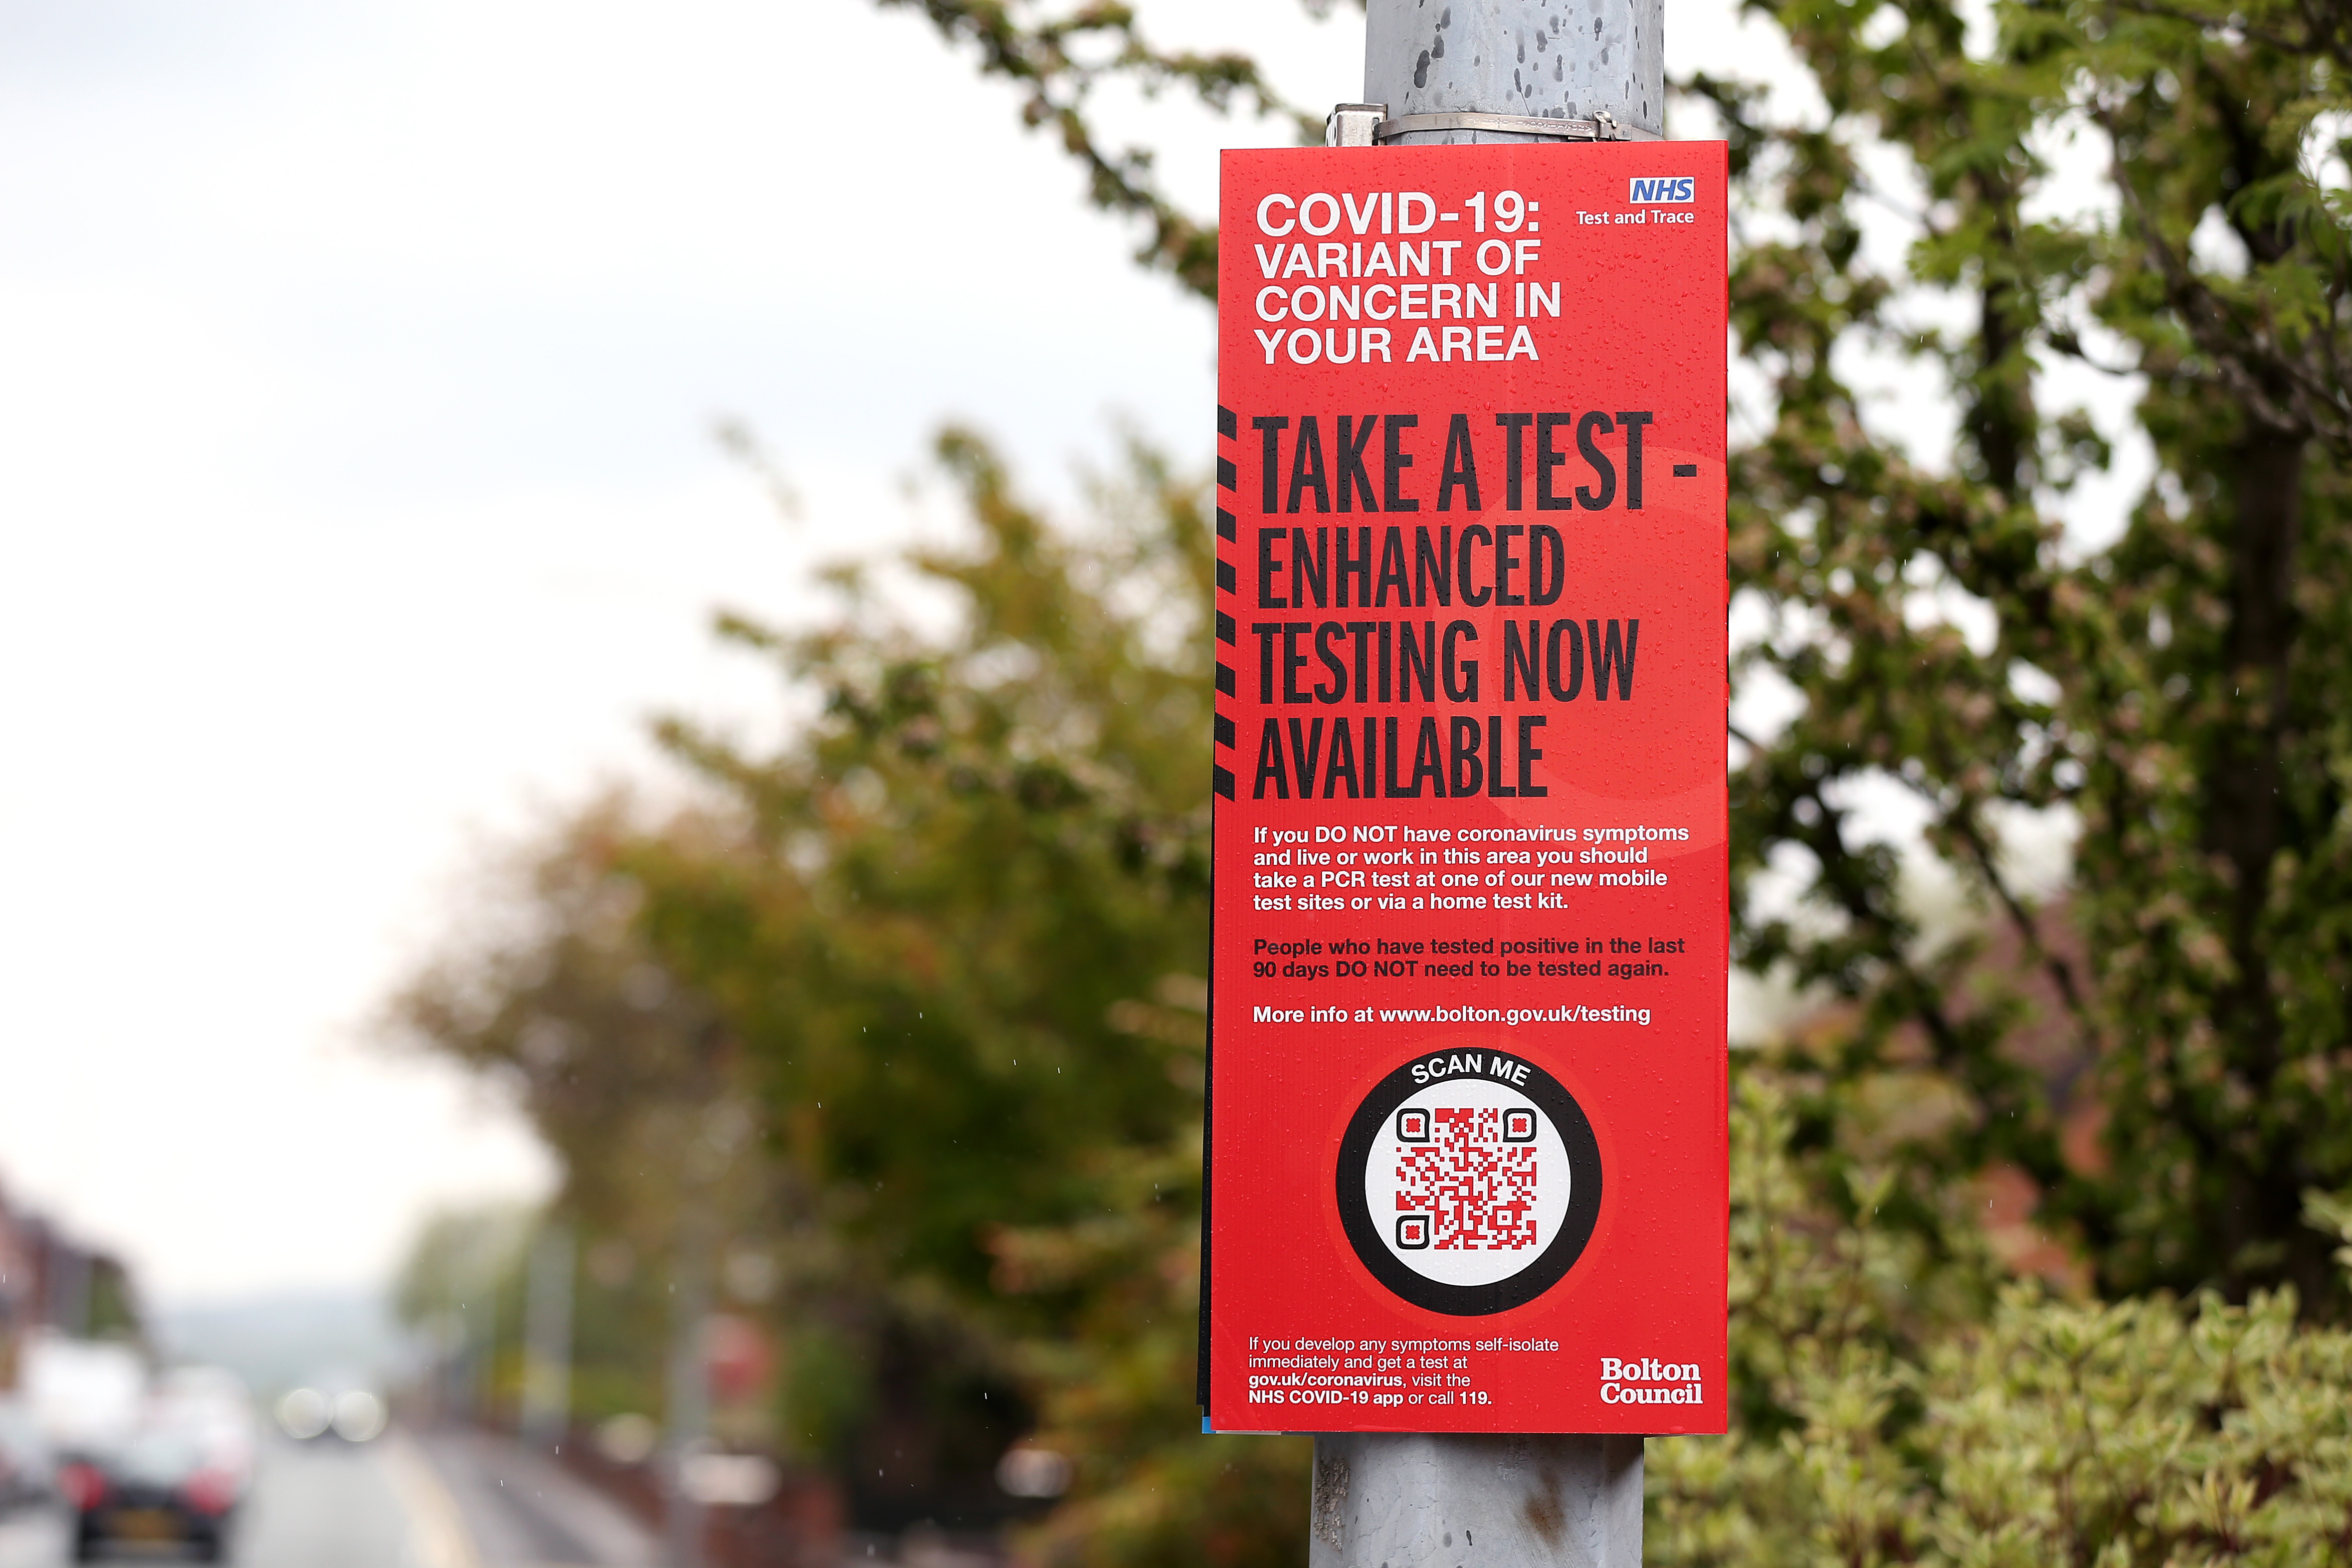 NHS
Test and Trace
COVID-19:
VARIANT OF
CONCERN IN
YOUR AREA
TAKE A TEST -
ENHANCED
TESTING NOW
AVAILABLE
If you DO NOT have coronavirus symptoms
and live or work in this area you should
take a PCR test at one of our new mobile
test sites or via a home test kit.
People who have tested positive in the last
90 days DO NOT need to be tested again.
More info at www.bolton.gov.uk/testing
SCAN ME
If you develop any symptoms self-isolate
immediately and get a test at
gov.uk/coronavirus, visit the
NHS COVID-19 app or call 119.
Bolton
Council